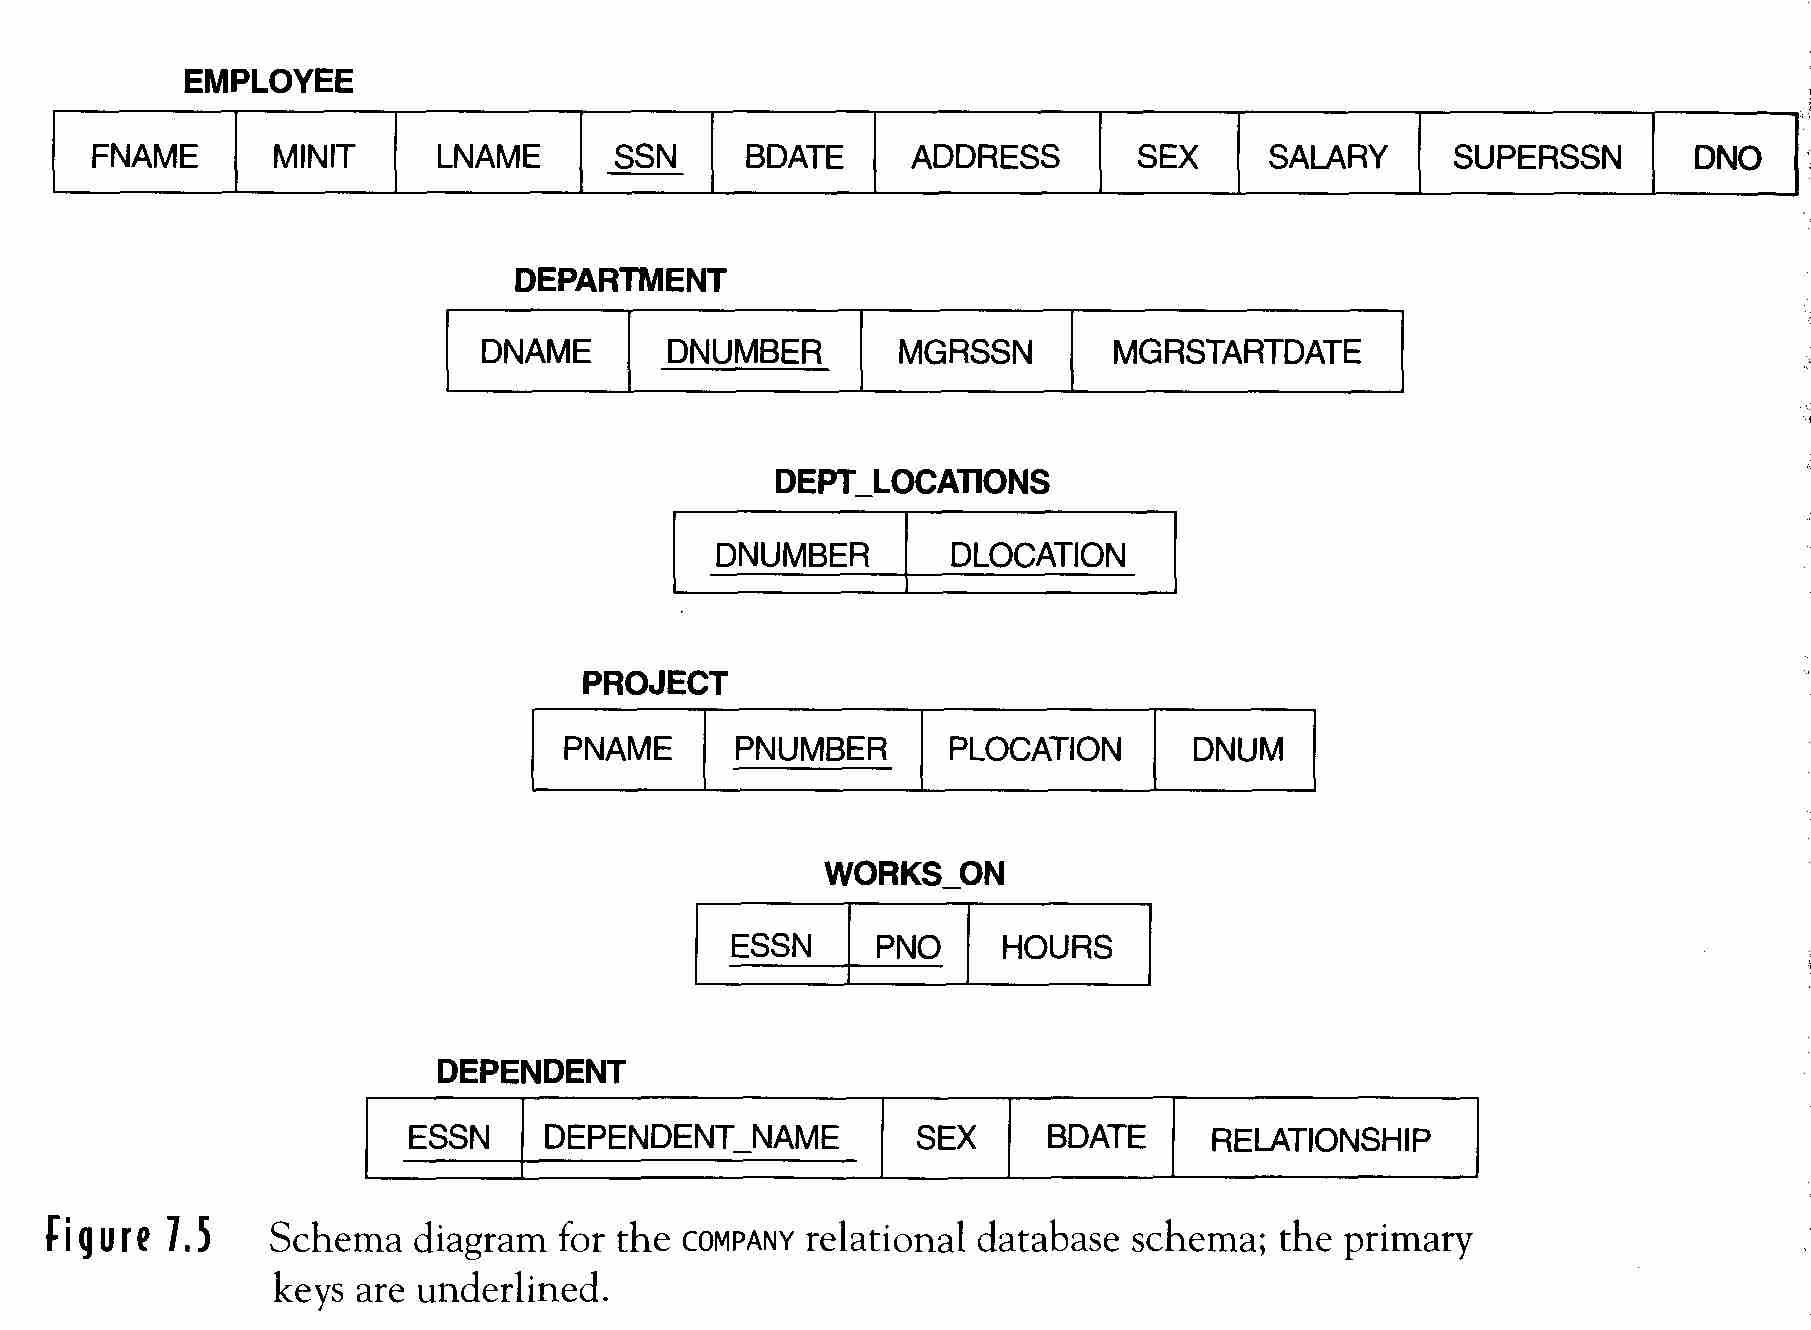 EMPLOYEE
FNAME MINIT LNAME SSN BDATE ADDRESS SEX SALARY SUPERSSN DNO
DEPARTMENT
DNAME DNUMBER MGRSSN MGRSTARTDATE
DEPT_LOCATIONS
DNUMBER DLOCATION
PROJECT
PNAME PNUMBER PLOCATION DNUM
WORKS_ON
ESSN PNO HOURS
DEPENDENT
ESSN DEPENDENT_NAME SEX BDATE RELATIONSHIP
Figure 7.5 Schema diagram for the COMPANY relational database schema; the primary
keys are underlined.